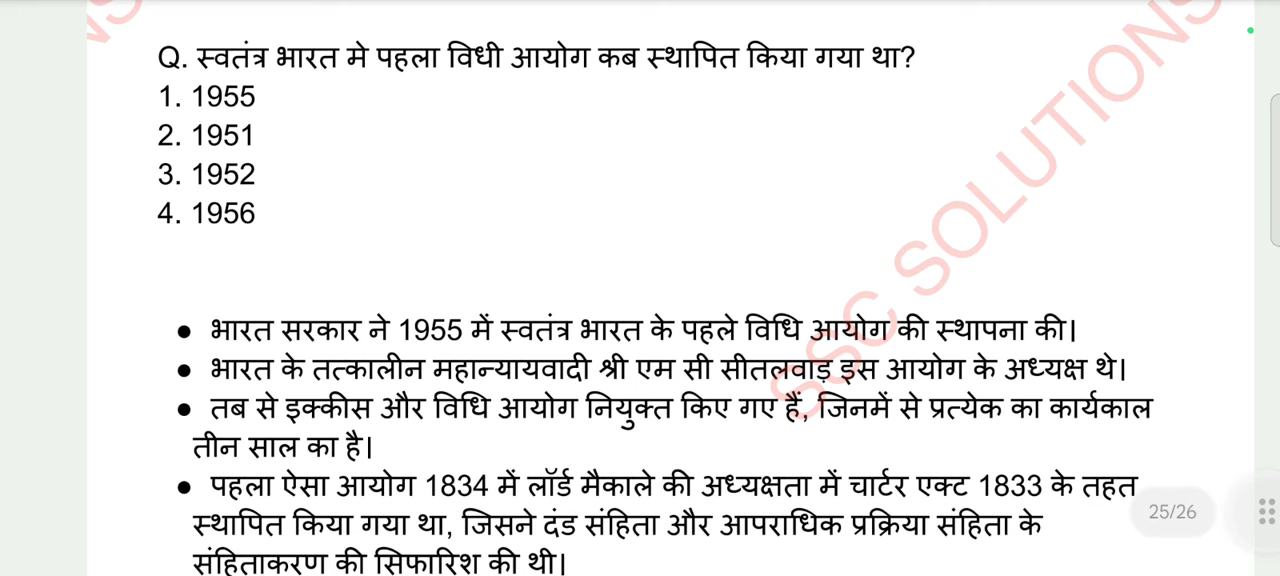 Q. स्वतंत्र भारत मे पहला विधी आयोग कब स्थापित किया गया था?
1. 1955
2. 1951
3. 1952
4. 1956
● भारत सरकार ने 1955 में स्वतंत्र भारत के पहले विधि आयोग की स्थापना की।
● भारत के तत्कालीन महान्यायवादी श्री एम सी सीतलवाड़ इस आयोग के अध्यक्ष थे।
● तब से इक्कीस और विधि आयोग नियुक्त किए गए हैं, जिनमें से प्रत्येक का कार्यकाल
तीन साल का है।
● पहला ऐसा आयोग 1834 में लॉर्ड मैकाले की अध्यक्षता में चार्टर एक्ट 1833 के तहत
स्थापित किया गया था, जिसने दंड संहिता और आपराधिक प्रक्रिया संहिता के
संहिताकरण की सिफारिश की थी।
25/26
SSC SOLUTIONS
NS